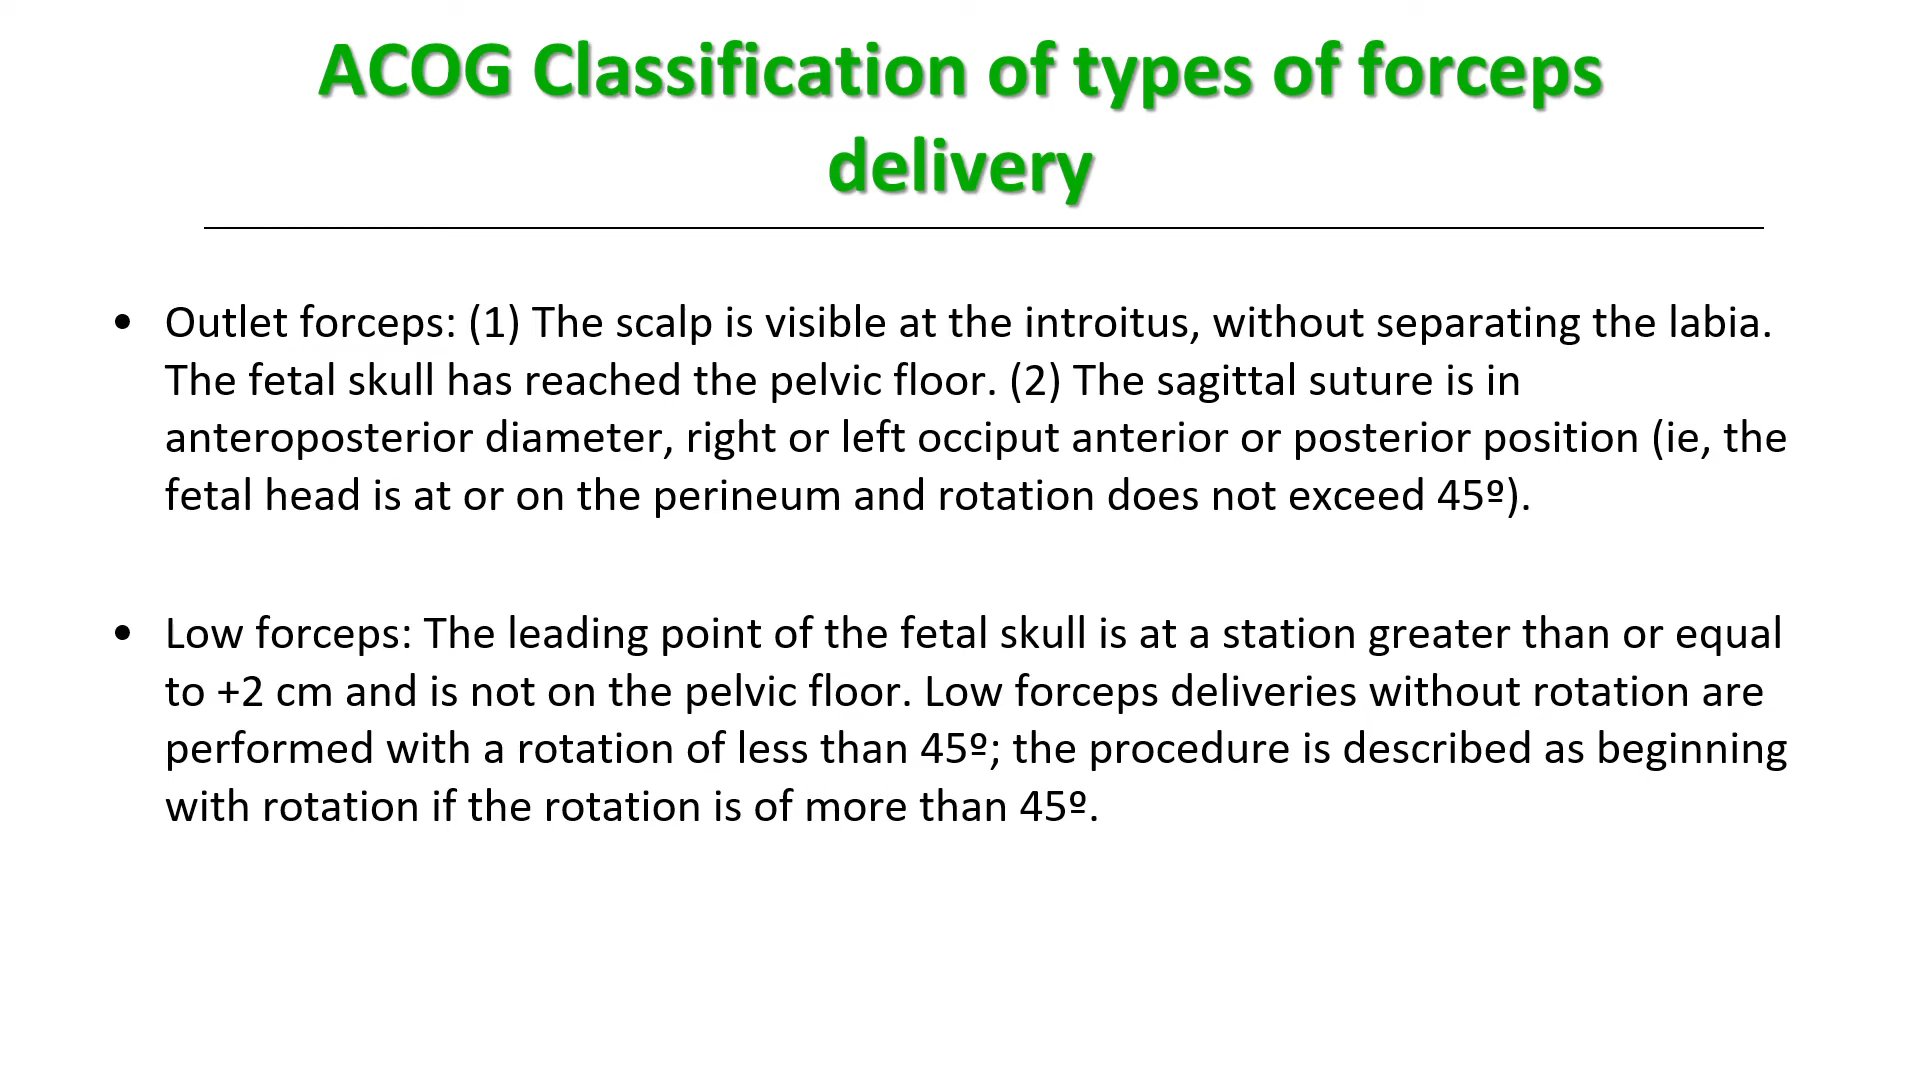 ACOG Classification of types of forceps
delivery
• Outlet forceps: (1) The scalp is visible at the introitus, without separating the labia.
The fetal skull has reached the pelvic floor. (2) The sagittal suture is in
anteroposterior diameter, right or left occiput anterior or posterior position (ie, the
fetal head is at or on the perineum and rotation does not exceed 45º).
• Low forceps: The leading point of the fetal skull is at a station greater than or equal
to +2 cm and is not on the pelvic floor. Low forceps deliveries without rotation are
performed with a rotation of less than 45º; the procedure is described as beginning
with rotation if the rotation is of more than 45º.